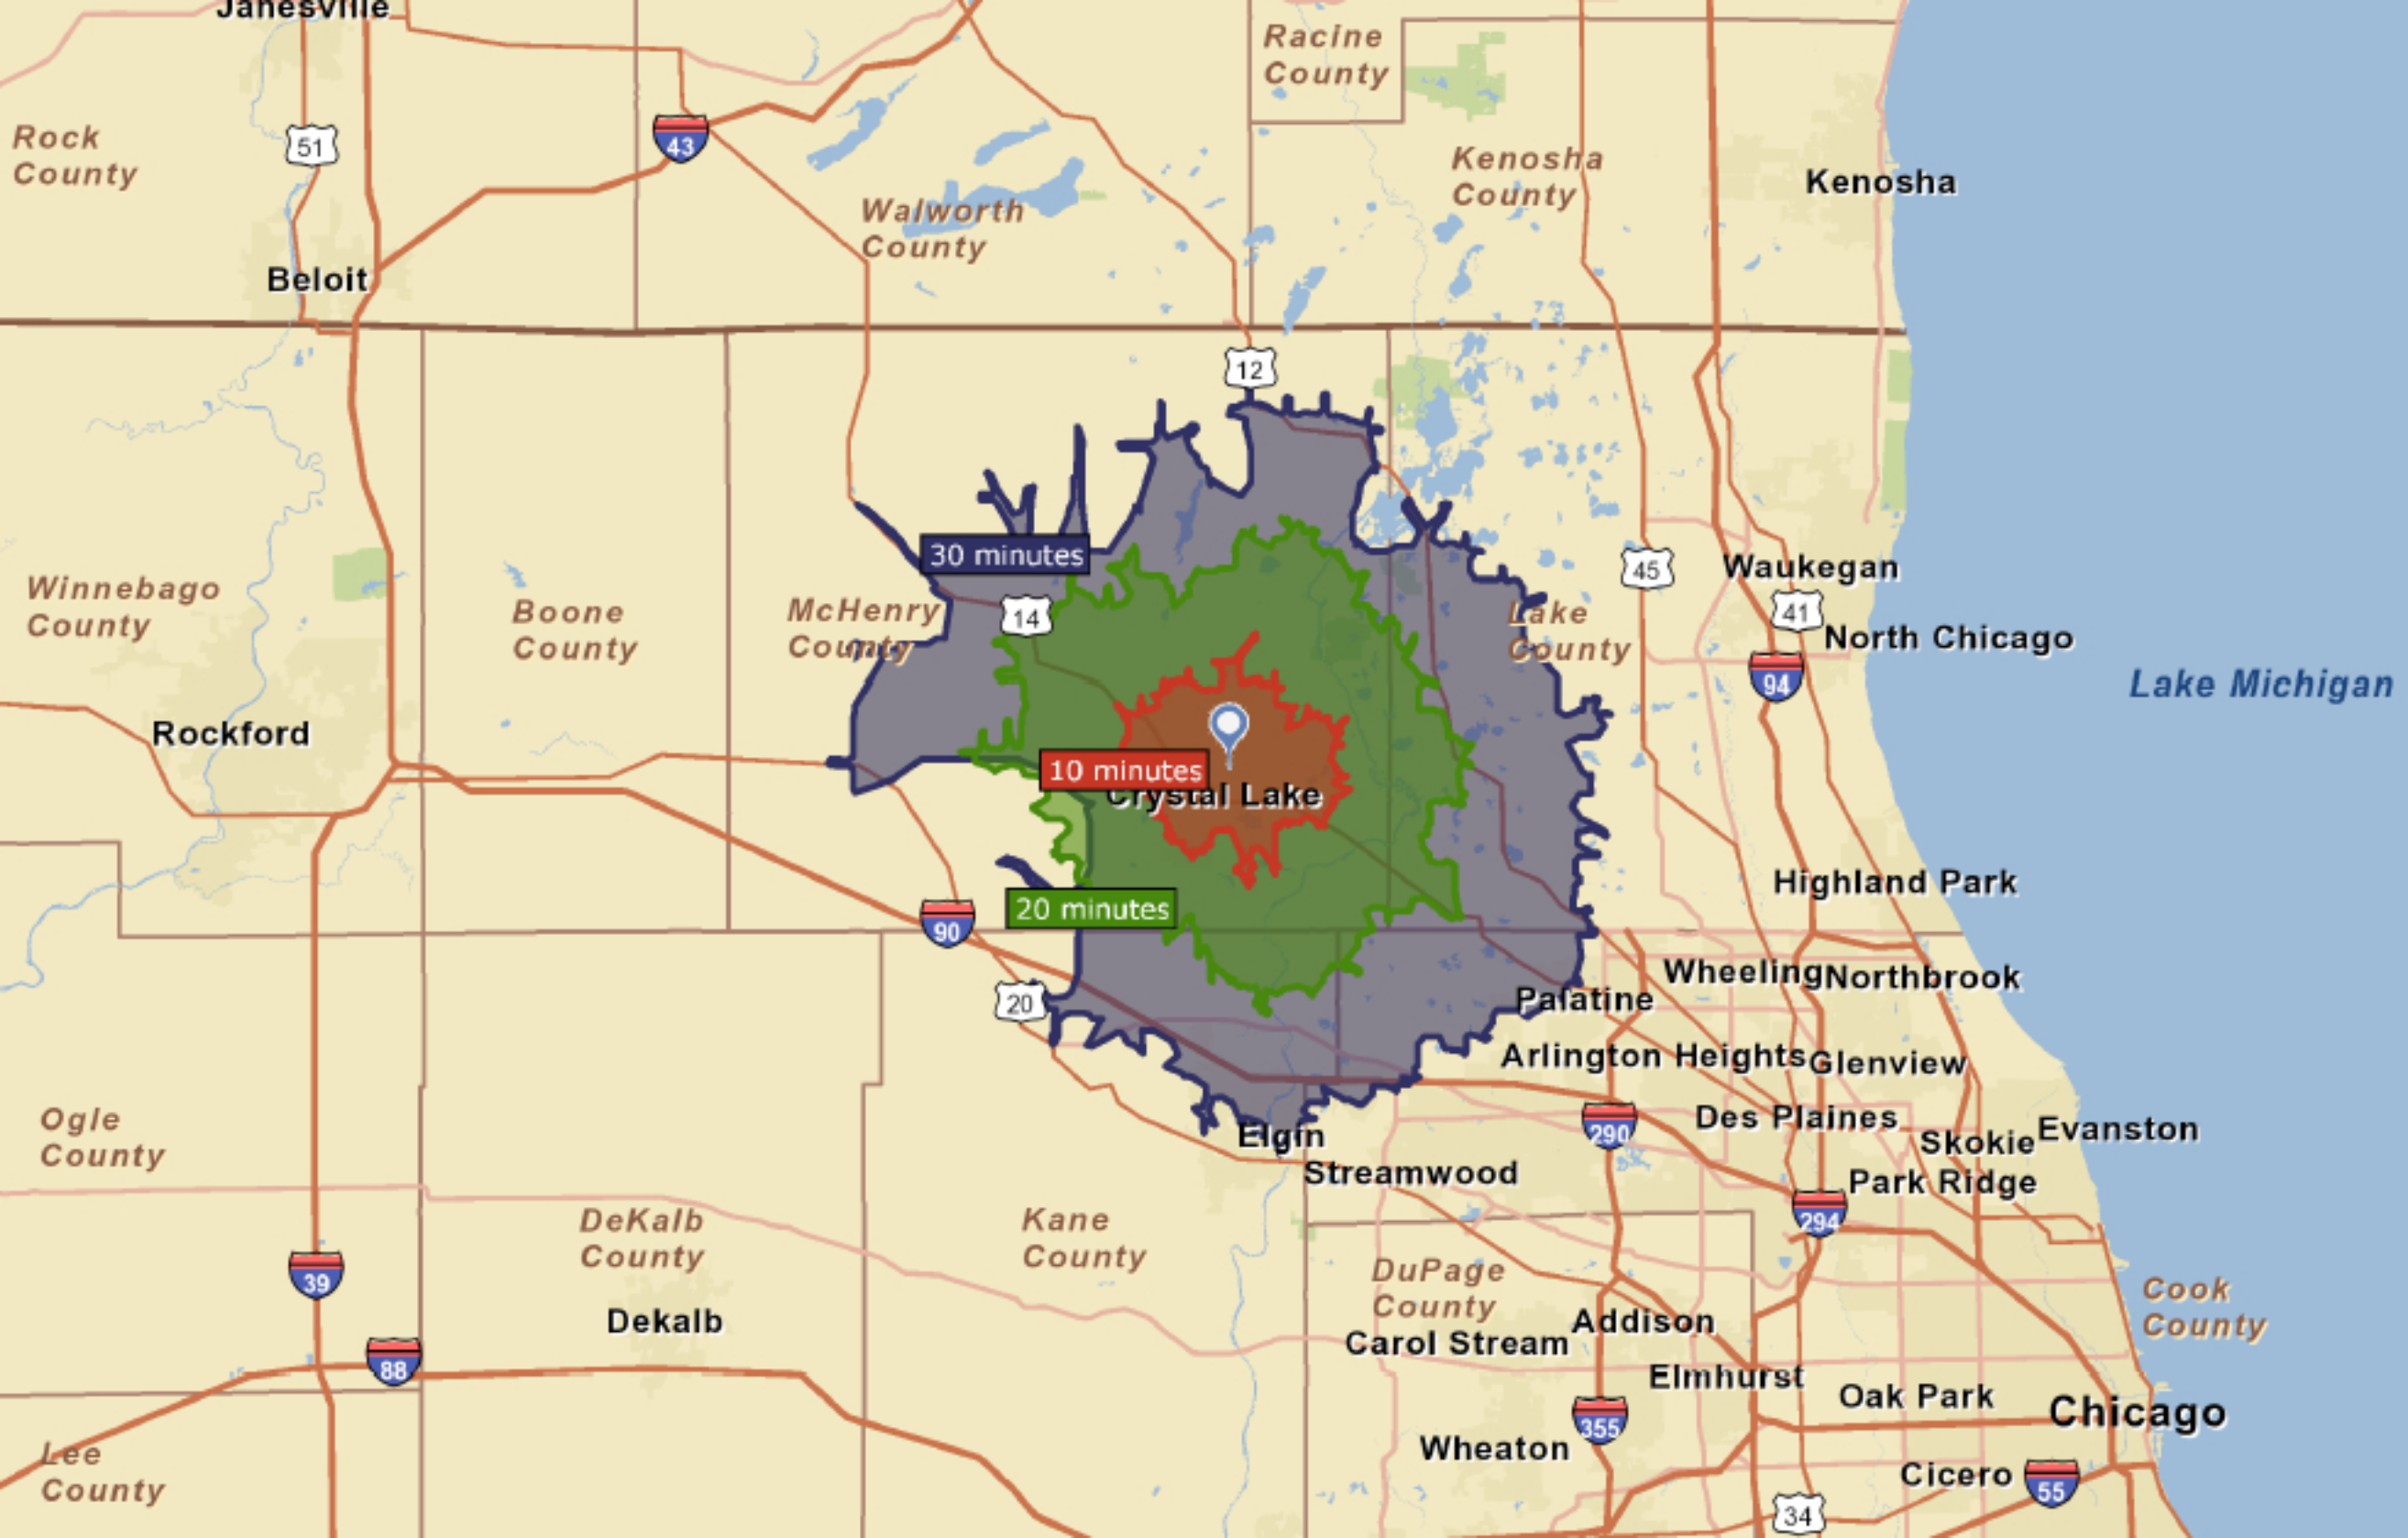 Janesville
Racine
County
Rock
County
51
43
Kenosha
County
Kenosha
Walworth
County
Beloit
12
30 minutes
Waukegan
45
41
Winnebago
County
Boone
County
McHenry
County
14
Lake
County
North Chicago
94
Lake Michigan
Rockford
10 minutes
Crystal Lake
Highland Park
20 minutes
90
Wheeling
Northbrook
20
Palatine
Arlington Heights
Glenview
Ogle
County
290
Des Plaines
Elgin
Skokie
Evanston
Streamwood
Park Ridge
294
DeKalb
County
Kane
County
39
DuPage
County
Cook
County
Dekalb
Addison
Carol Stream
88
Elmhurst
Oak Park
Chicago
355
Wheaton
Lee
County
Cicero
55
34